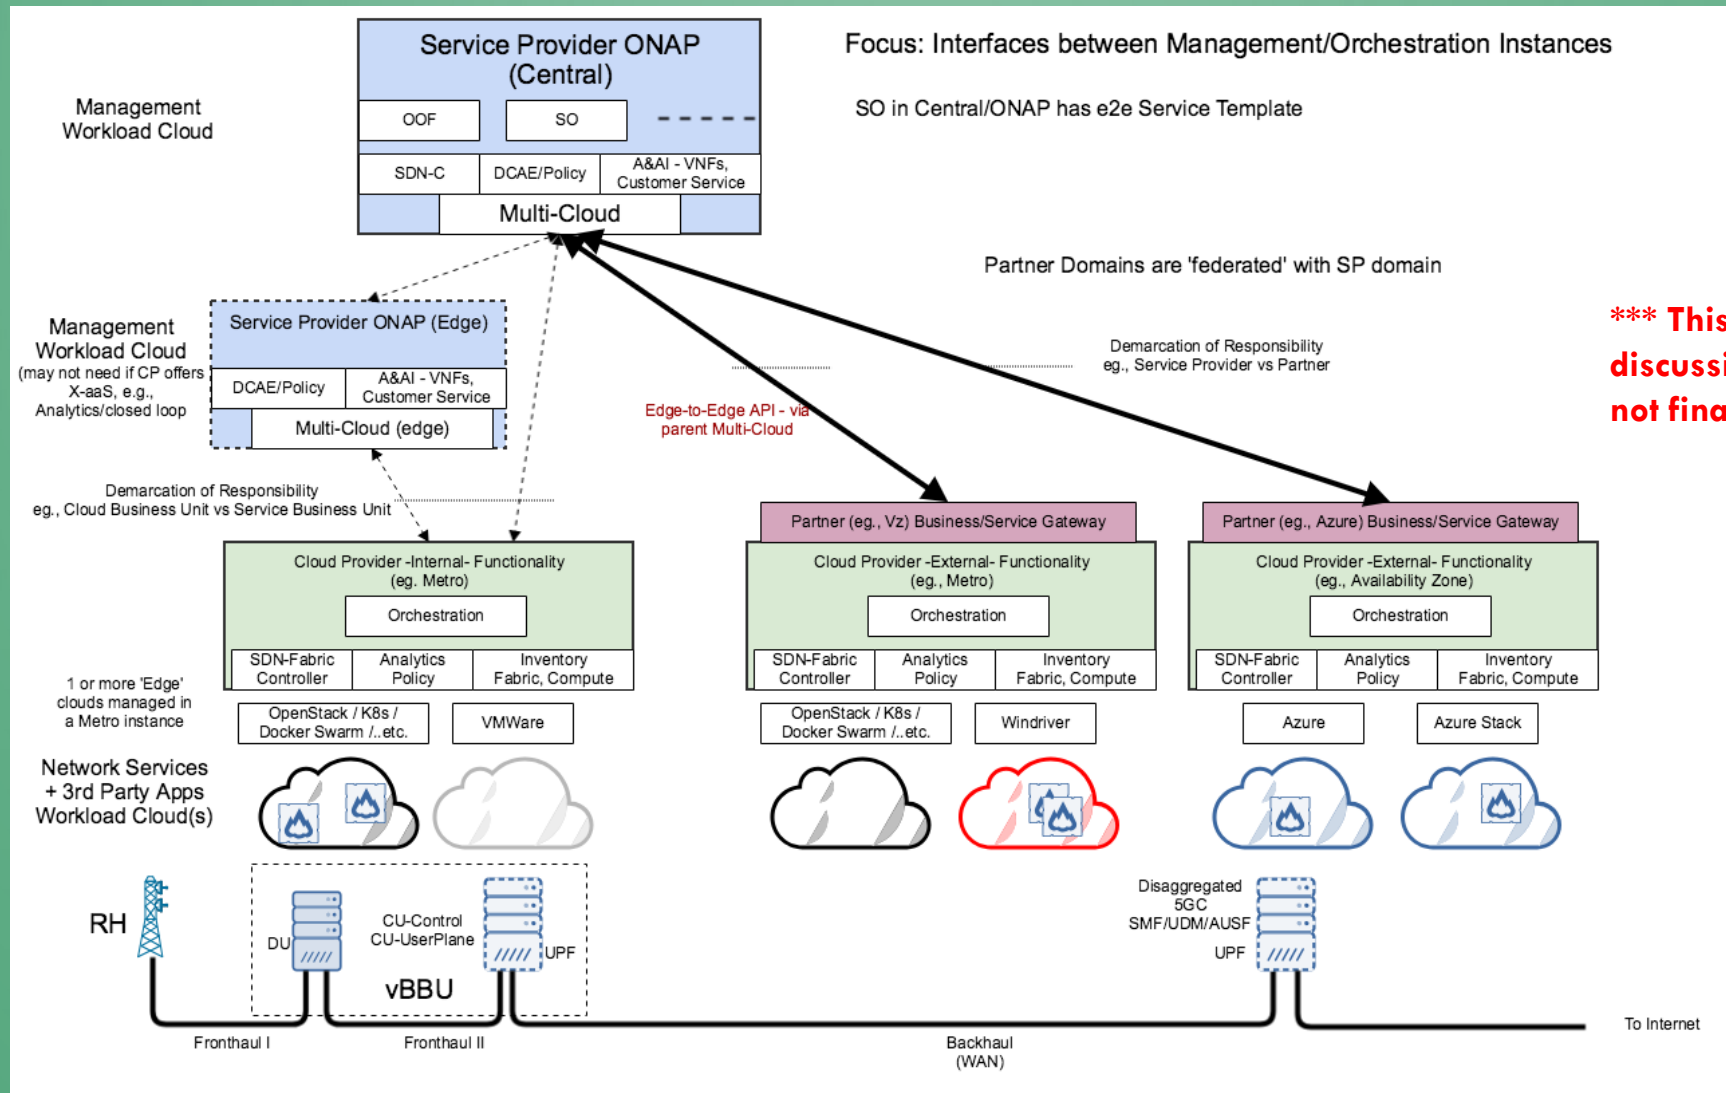 Service Provider ONAP
(Central)
Focus: Interfaces between Management/Orchestration Instances
Management
Workload Cloud
OOF
SO
SO in Central/ONAP has e2e Service Template
SDN-C
DCAE/Policy
A&AI - VNFs,
Customer Service
Multi-Cloud
Partner Domains are 'federated' with SP domain
Management
Workload Cloud
(may not need if CP offers
X-aaS, e.g.,
Analytics/closed loop
Service Provider ONAP (Edge)
DCAE/Policy
A&AI - VNFs,
Customer Service
Multi-Cloud (edge)
*** This
discussi
not fina
Demarcation of Responsibility
eg., Service Provider vs Partner
Edge-to-Edge API - via
parent Multi-Cloud
Demarcation of Responsibility
eg., Cloud Business Unit vs Service Business Unit
Partner (eg., Vz) Business/Service Gateway
Partner (eg., Azure) Business/Service Gateway
Cloud Provider -Internal- Functionality
(eg. Metro)
Orchestration
SDN-Fabric
Controller
Analytics
Policy
Inventory
Fabric, Compute
Cloud Provider -External- Functionality
(eg., Metro)
Orchestration
SDN-Fabric
Controller
Analytics
Policy
Inventory
Fabric, Compute
Cloud Provider -External- Functionality
(eg., Availability Zone)
Orchestration
SDN-Fabric
Controller
Analytics
Policy
Inventory
Fabric, Compute
1 or more 'Edge'
clouds managed in
a Metro instance
OpenStack / K8s /
Docker Swarm /..etc.
VMWare
OpenStack / K8s /
Docker Swarm /..etc.
Windriver
Azure
Azure Stack
Network Services
+ 3rd Party Apps
Workload Cloud(s)
RH
DU
CU-Control
CU-UserPlane
UPF
vBBU
Disaggregated
5GC
SMF/UDM/AUSF
UPF
Fronthaul I
Fronthaul II
Backhaul
(WAN)
To Internet